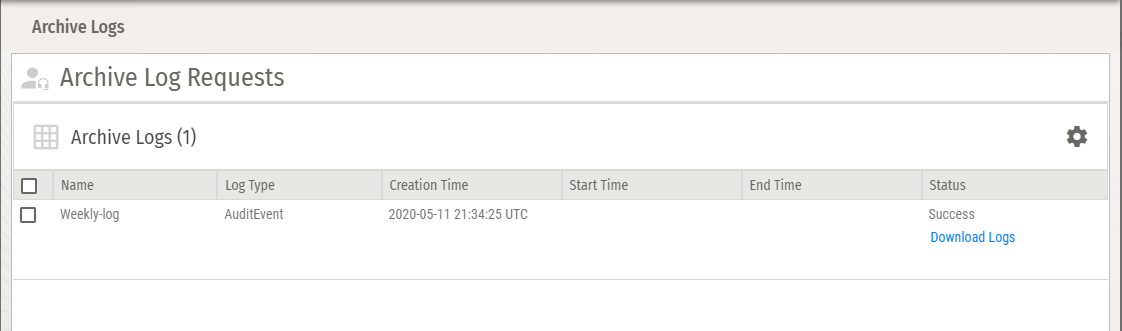 Archive Logs
Archive Log Requests
Archive Logs (1)
Name Log Type Creation Time Start Time End Time Status
Weekly-log AuditEvent 2020-05-11 21:34:25 UTC Success
Download Logs